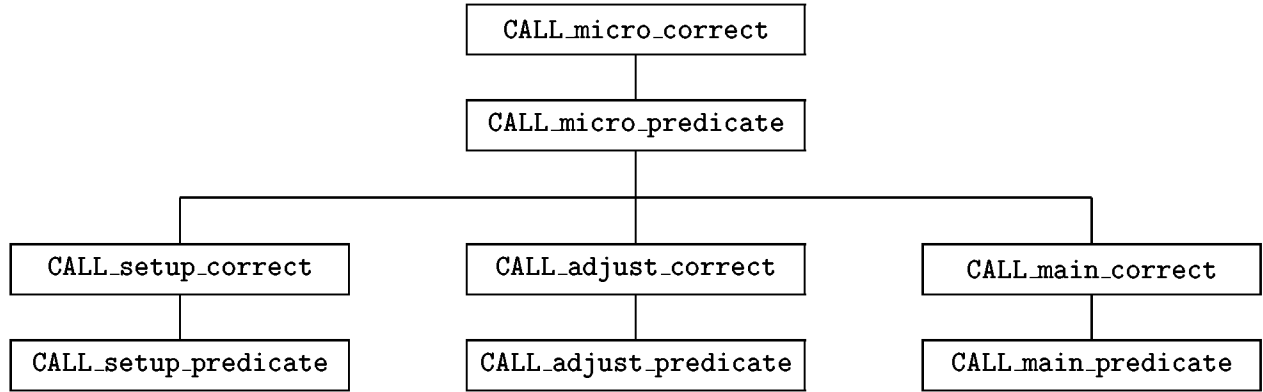 CALL_micro_correct
CALL_micro_predicate
CALL_setup_correct
CALL_adjust_correct
CALL_main_correct
CALL_setup_predicate
CALL_adjust_predicate
CALL_main_predicate